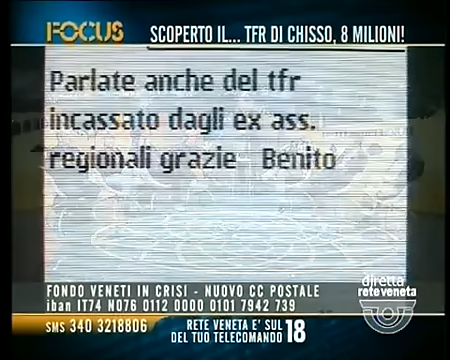 FOCUS
SCOPERTO IL... TFR DI CHISSO, 8 MILIONI!
Parlate anche del tfr
incassato dagli ex ass.
regionali grazie Benito
FONDO VENETI IN CRISI - NUOVO CC POSTALE
iban IT74 N076 0112 0000 0101 7942 739
diretta
reteveneta
SMS 340 3218806
RETE VENETA E' SUL
DEL TUO TELECOMANDO 18